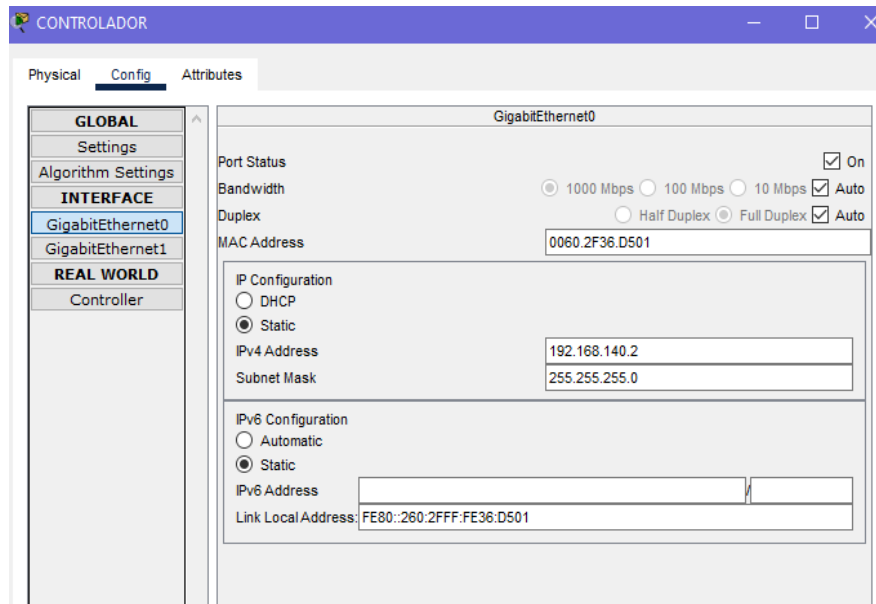 CONTROLADOR
Physical Config Attributes
GLOBAL
Settings
Algorithm Settings
INTERFACE
GigabitEthernet0
GigabitEthernet1
REAL WORLD
Controller
GigabitEthernet0
Port Status On
Bandwidth 1000 Mbps 100 Mbps 10 Mbps Auto
Duplex Half Duplex Full Duplex Auto
MAC Address 0060.2F36.D501
IP Configuration
DHCP
Static
IPv4 Address 192.168.140.2
Subnet Mask 255.255.255.0
IPv6 Configuration
Automatic
Static
IPv6 Address /
Link Local Address: FE80::260:2FFF:FE36:D501